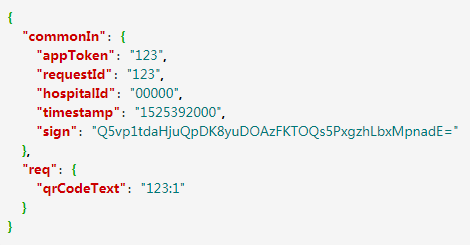 {
"commonIn": {
"appToken": "123",
"requestId": "123",
"hospitalId": "00000",
"timestamp": "1525392000",
"sign": "Q5vp1tdaHjuQpDK8yuDOAzFKTOQs5PxgzhLbxMpnadE="
},
"req": {
"qrCodeText": "123:1"
}
}